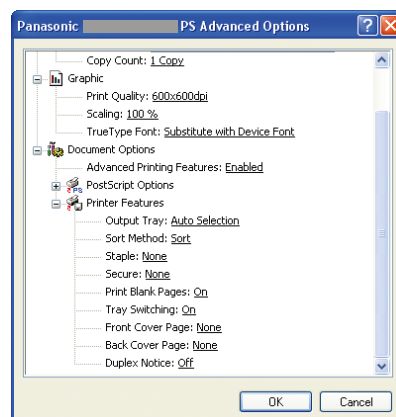 Panasonic PS Advanced Options
Copy Count: 1 Copy
Graphic
Print Quality: 600x600dpi
Scaling: 100 %
TrueType Font: Substitute with Device Font
Document Options
Advanced Printing Features: Enabled
PostScript Options
Printer Features
Output Tray: Auto Selection
Sort Method: Sort
Staple: None
Secure: None
Print Blank Pages: On
Tray Switching: On
Front Cover Page: None
Back Cover Page: None
Duplex Notice: Off
OK Cancel